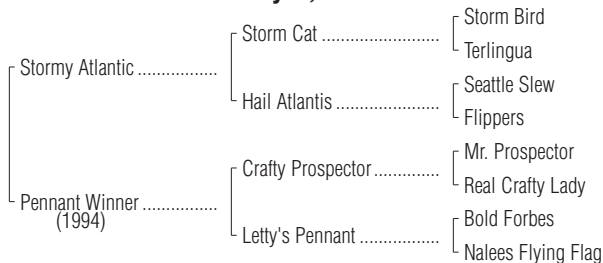 Storm Bird
Storm Cat ........................
Terlingua
Stormy Atlantic ................
Seattle Slew
Hail Atlantis .....................
Flippers
Mr. Prospector
Crafty Prospector................
Real Crafty Lady
Pennant Winner ...............
(1994)
Bold Forbes
Letty's Pennant ................
Nalees Flying Flag